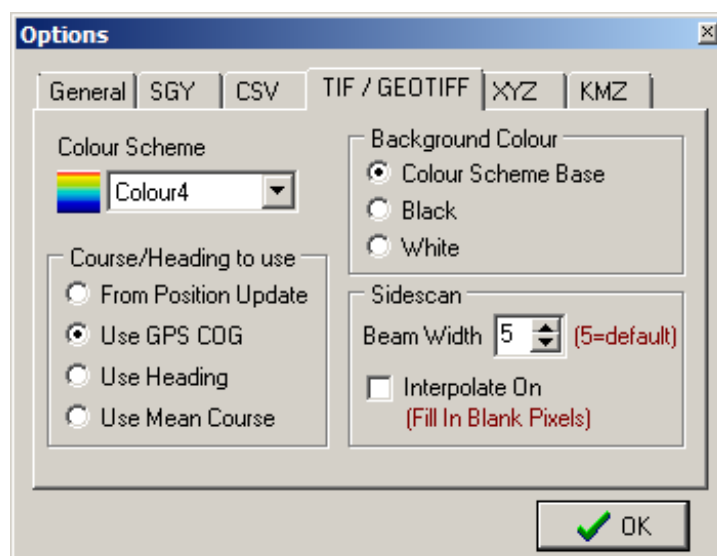 Options
General SGY CSV TIF / GEOTIFF XYZ KMZ
Colour Scheme
Colour4
Course/Heading to use
From Position Update
Use GPS COG
Use Heading
Use Mean Course
Background Colour
Colour Scheme Base
Black
White
Sidescan
Beam Width 5 (5=default)
Interpolate On
(Fill In Blank Pixels)
OK